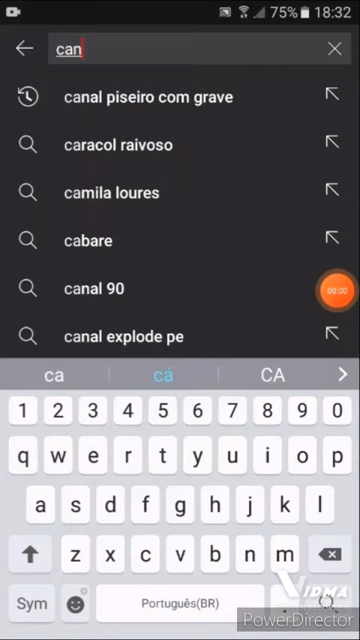 75% 18:32
can
canal piseiro com grave
caracol raivoso
camila loures
cabare
canal 90
00:00
canal explode pe
ca cá CA
1 2 3 4 5 6 7 8 9 0
q w e r t y u i o p
a s d f g h j k l
z x c v b n m
Sym Português(BR)
VIDMA
PowerDirector